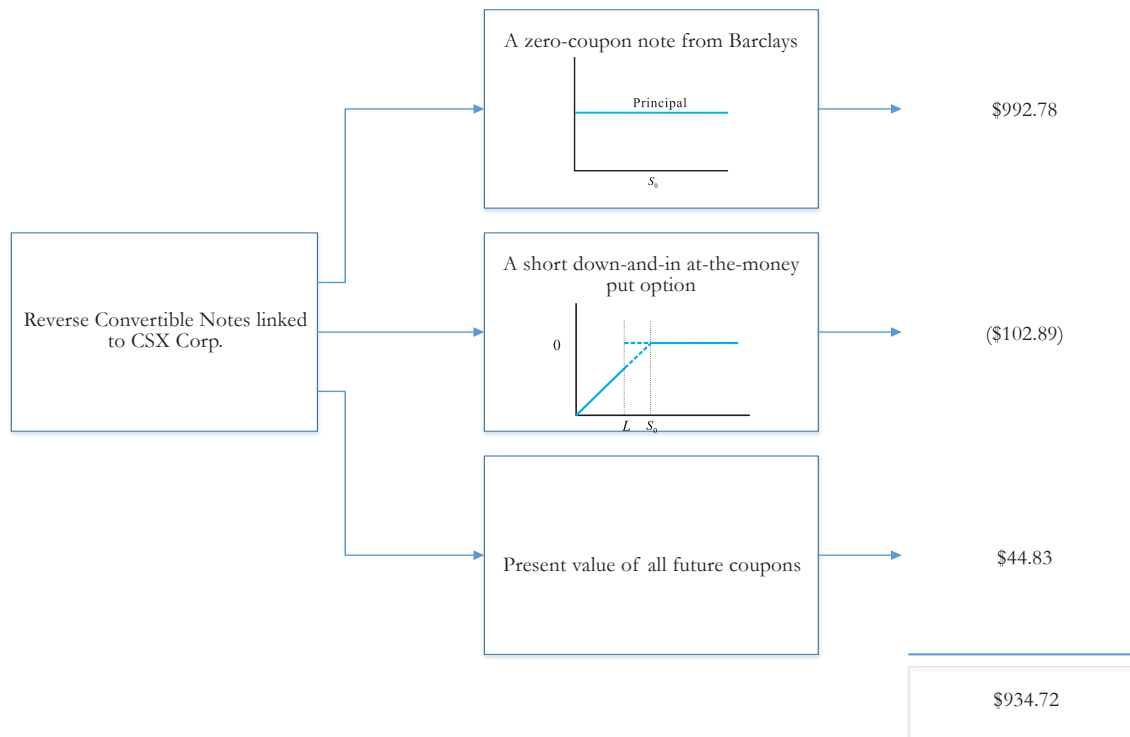 A zero-coupon note from Barclays
Principal
S₀
$992.78
Reverse Convertible Notes linked
to CSX Corp.
A short down-and-in at-the-money
put option
0
L S₀
($102.89)
Present value of all future coupons
$44.83
$934.72